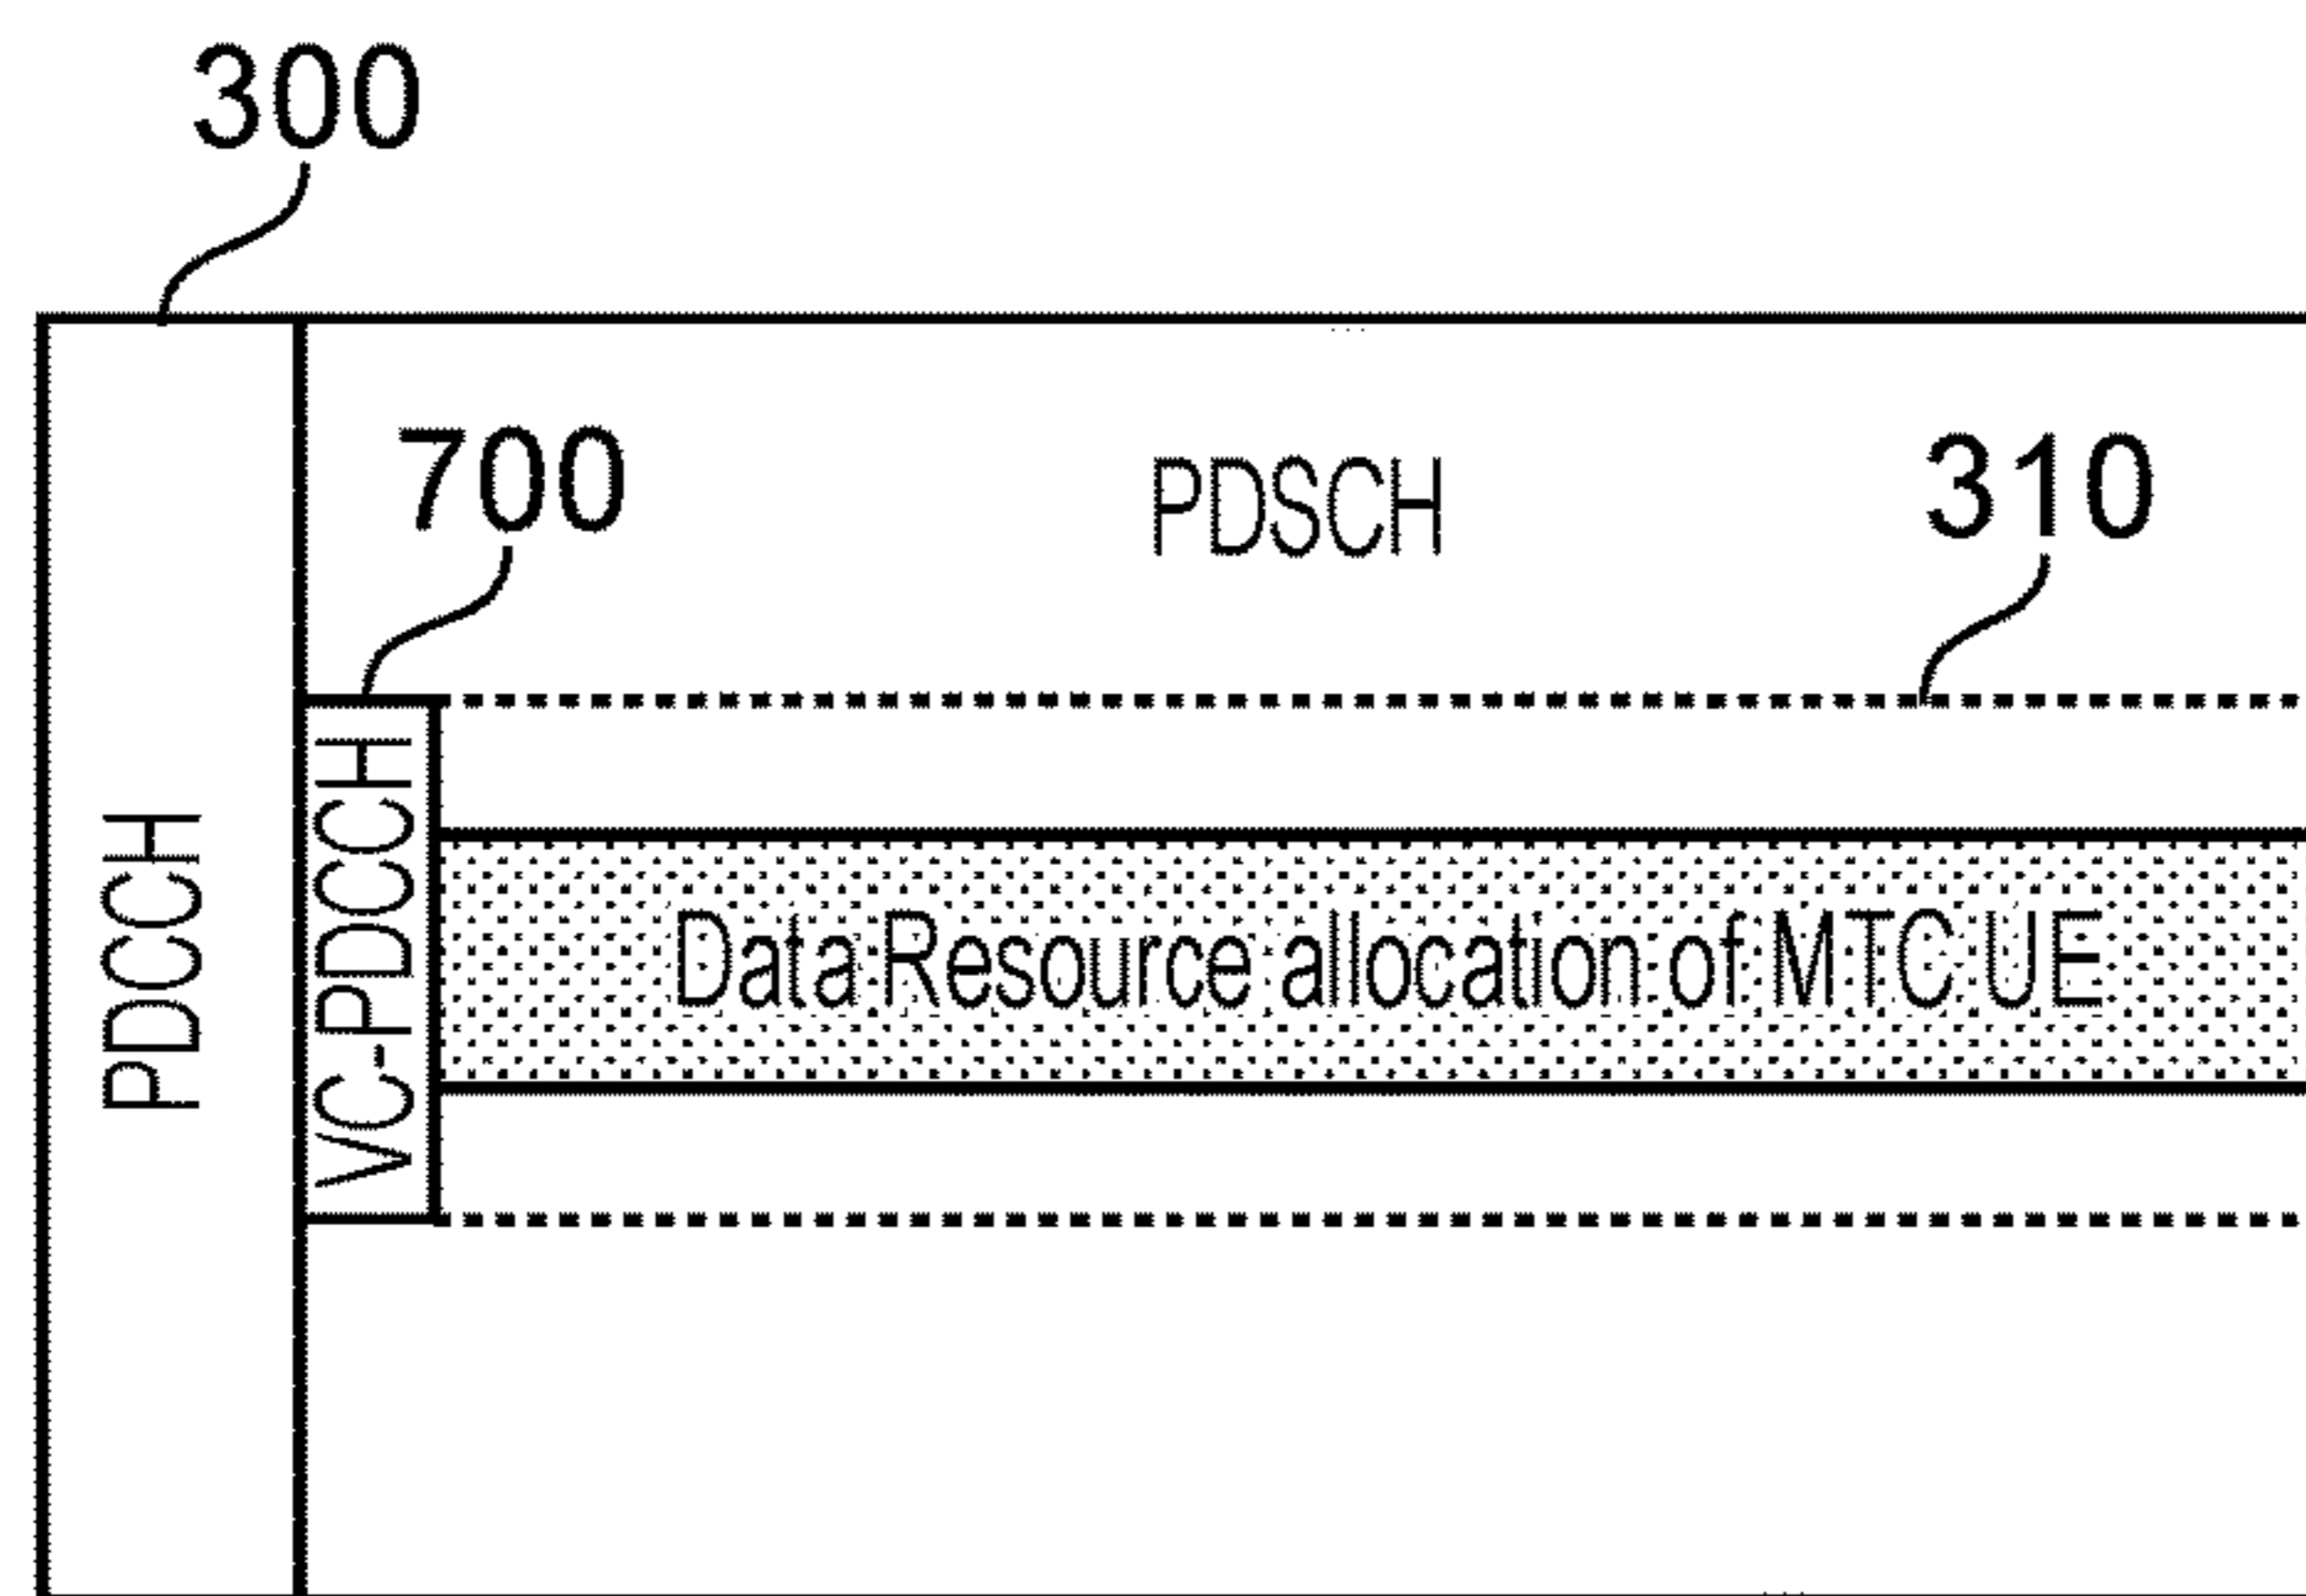 300
700
PDSCH
310
PDCCH
VC-PDCCH
Data Resource allocation of MTC UE